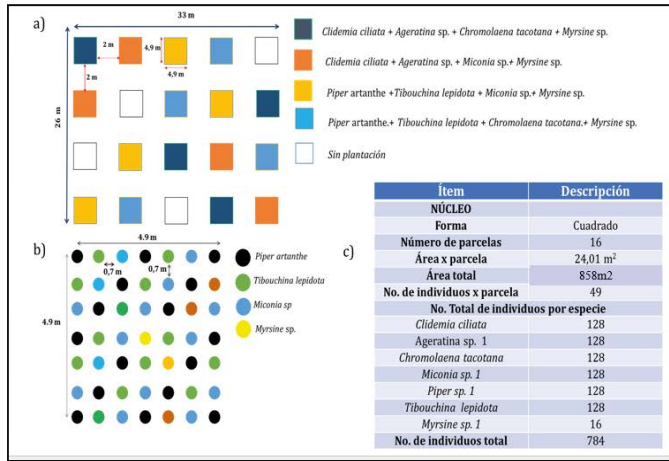 a)
33 m
26 m
2 m
2 m
4,9 m
4,9 m
Clidemia ciliata + Ageratina sp. + Chromolaena tacotana + Myrsine sp.
Clidemia ciliata + Ageratina sp. + Miconia sp.+ Myrsine sp.
Piper artanthe +Tibouchina lepidota + Miconia sp.+ Myrsine sp.
Piper artanthe.+ Tibouchina lepidota + Chromolaena tacotana.+ Myrsine sp.
Sin plantación
b)
4.9 m
4.9 m
0,7 m
0,7 m
Piper artanthe
Tibouchina lepidota
Miconia sp
Myrsine sp.
c)
Ítem Descripción
NÚCLEO
Forma Cuadrado
Número de parcelas 16
Área x parcela 24,01 m²
Área total 858m2
No. de individuos x parcela 49
No. Total de individuos por especie
Clidemia ciliata 128
Ageratina sp. 1 128
Chromolaena tacotana 128
Miconia sp. 1 128
Piper sp. 1 128
Tibouchina lepidota 128
Myrsine sp. 1 16
No. de individuos total 784